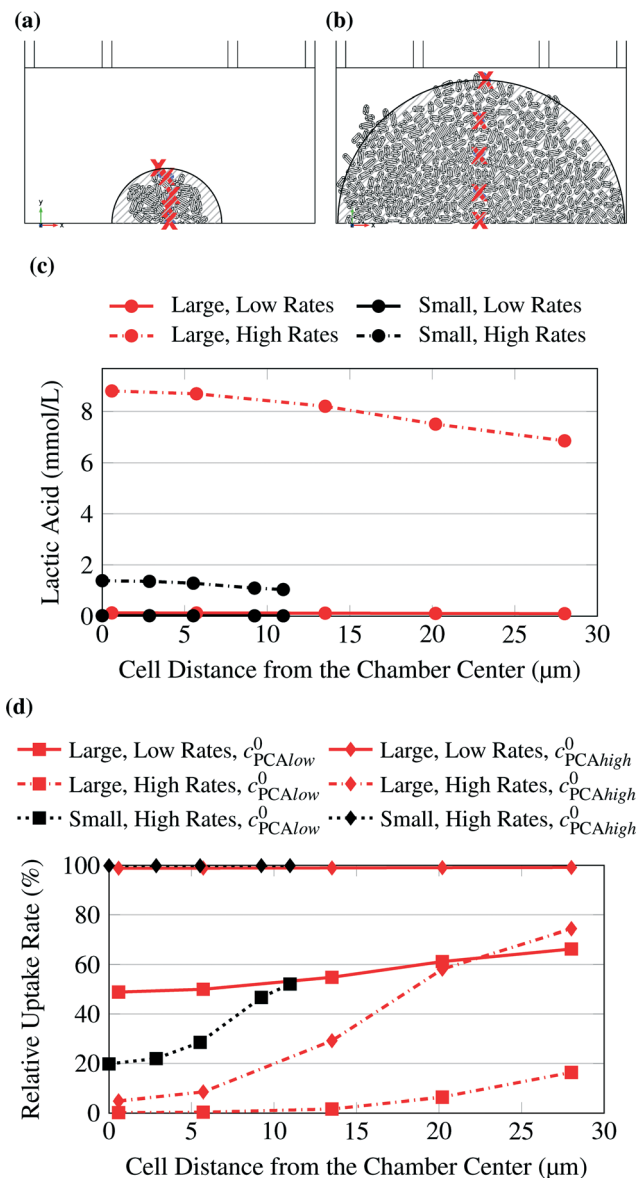 (a)
(b)
y
x
y
x
(c)
Large, Low Rates
Small, Low Rates
Large, High Rates
Small, High Rates
Lactic Acid (mmol/L)
8
6
4
2
0
0 5 10 15 20 25 30
Cell Distance from the Chamber Center (µm)
(d)
Large, Low Rates, c⁰PCAlow
Large, Low Rates, c⁰PCAhigh
Large, High Rates, c⁰PCAlow
Large, High Rates, c⁰PCAhigh
Small, High Rates, c⁰PCAlow
Small, High Rates, c⁰PCAhigh
Relative Uptake Rate (%)
100
80
60
40
20
0
0 5 10 15 20 25 30
Cell Distance from the Chamber Center (µm)